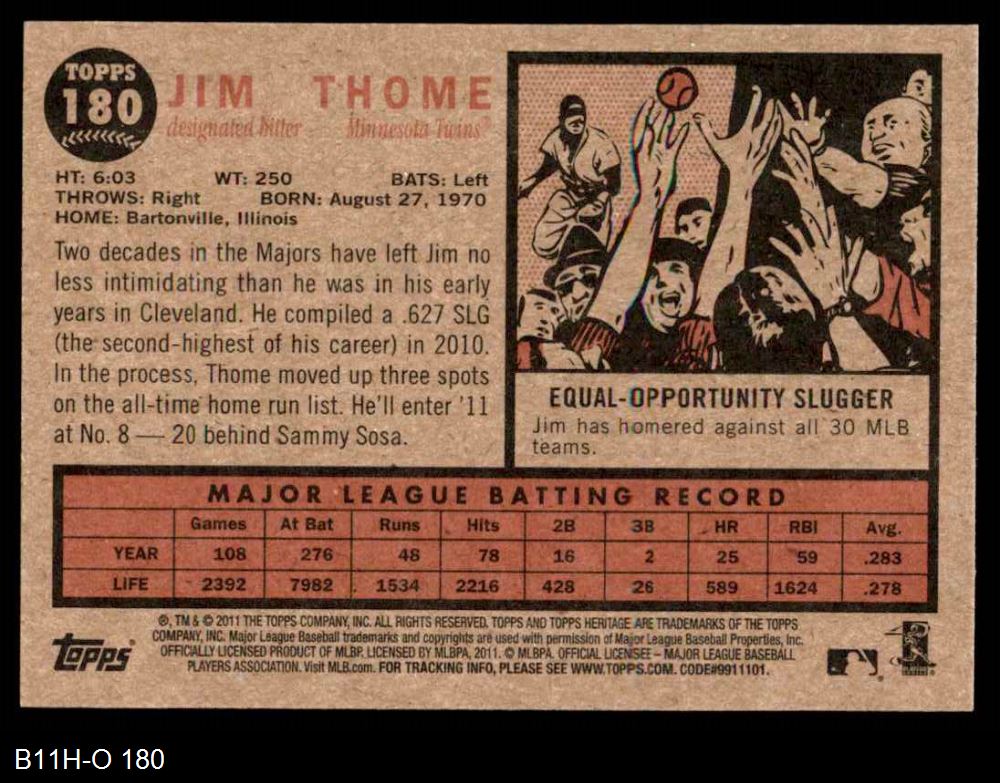 TOPPS
180
JIM THOME
designated hitter Minnesota Twins®
HT: 6:03 WT: 250 BATS: Left
THROWS: Right BORN: August 27, 1970
HOME: Bartonville, Illinois
Two decades in the Majors have left Jim no
less intimidating than he was in his early
years in Cleveland. He compiled a .627 SLG
(the second-highest of his career) in 2010.
In the process, Thome moved up three spots
on the all-time home run list. He'll enter '11
at No. 8 — 20 behind Sammy Sosa.
EQUAL-OPPORTUNITY SLUGGER
Jim has homered against all 30 MLB
teams.
MAJOR LEAGUE BATTING RECORD
Games At Bat Runs Hits 2B 3B HR RBI Avg.
YEAR 108 276 48 78 16 2 25 59 .283
LIFE 2392 7982 1534 2216 428 26 589 1624 .278
®, TM & © 2011 THE TOPPS COMPANY, INC. ALL RIGHTS RESERVED. TOPPS AND TOPPS HERITAGE ARE TRADEMARKS OF THE TOPPS
COMPANY, INC. Major League Baseball trademarks and copyrights are used with permission of Major League Baseball Properties, Inc.
OFFICIALLY LICENSED PRODUCT OF MLBP. LICENSED BY MLBPA, 2011. © MLBPA. OFFICIAL LICENSEE – MAJOR LEAGUE BASEBALL
PLAYERS ASSOCIATION. Visit MLB.com. FOR TRACKING INFO, PLEASE SEE WWW.TOPPS.COM. CODE#9911101.
Topps
B11H-O 180